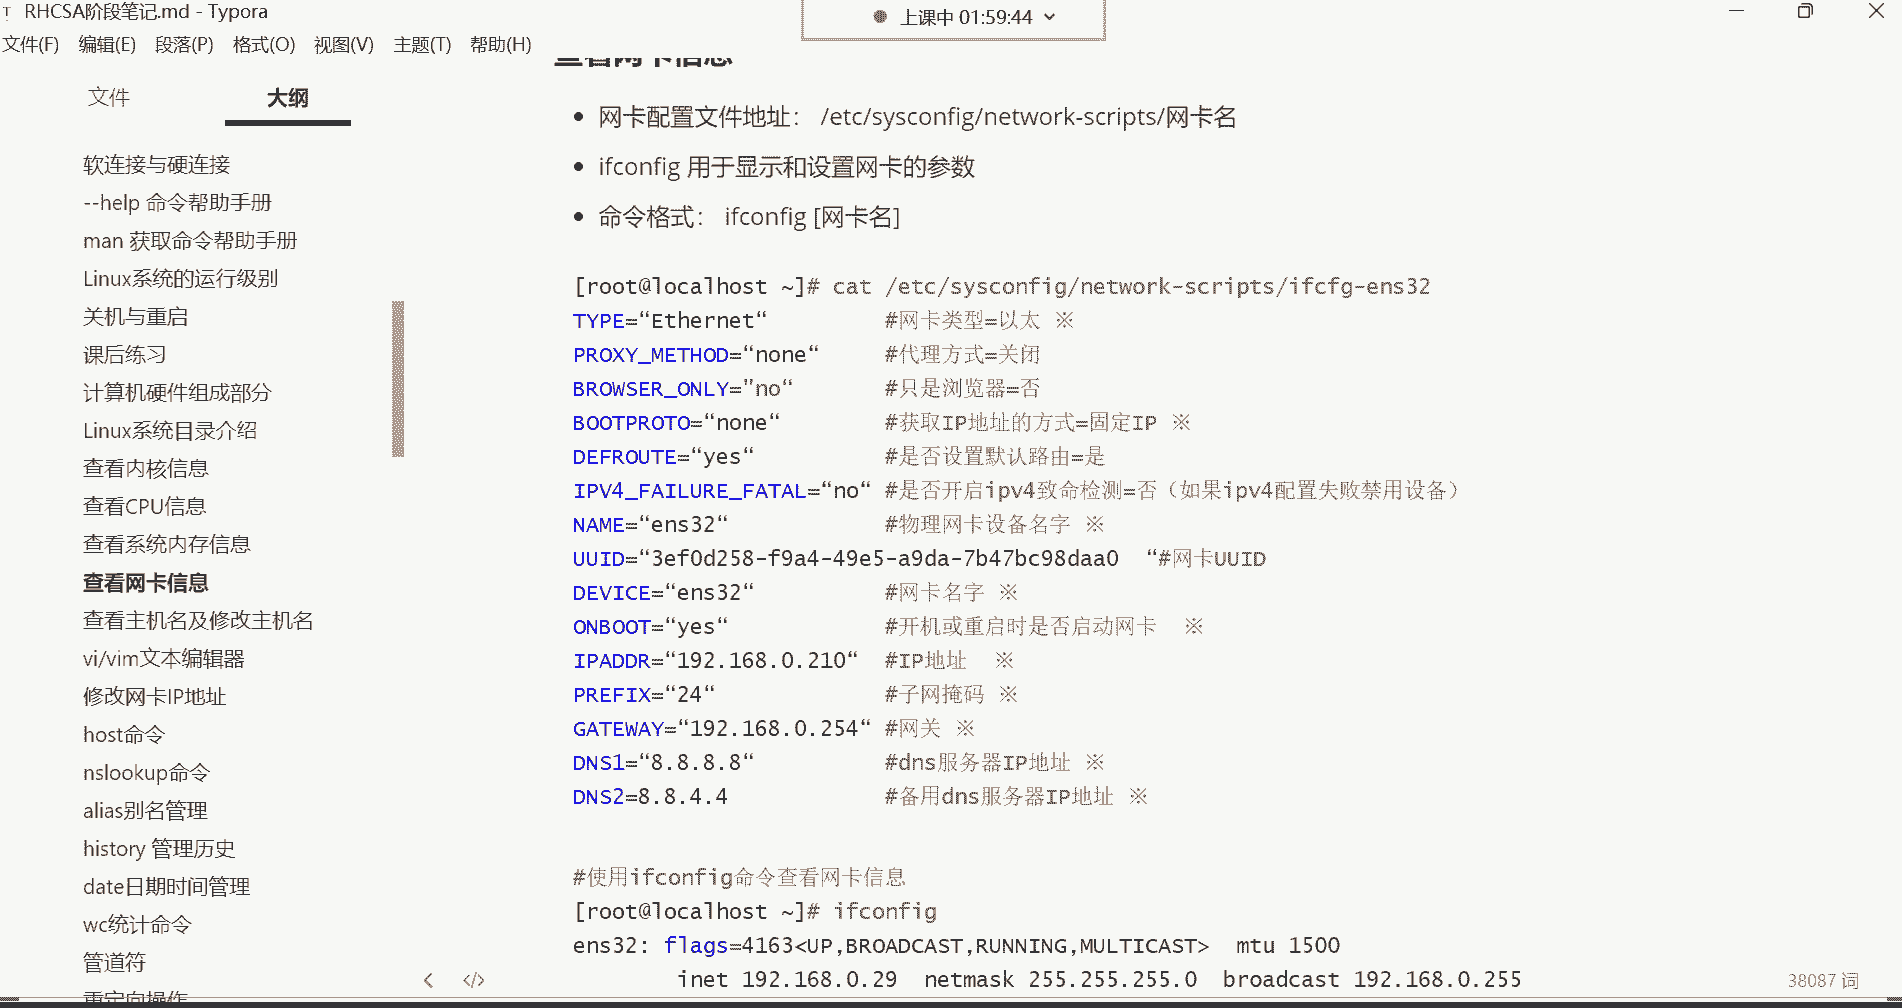 RHCSA阶段笔记.md - Typora
上课中 01:59:44
文件(F) 编辑(E) 段落(P) 格式(O) 视图(V) 主题(T) 帮助(H)
文件 大纲
软连接与硬连接
--help 命令帮助手册
man 获取命令帮助手册
Linux系统的运行级别
关机与重启
课后练习
计算机硬件组成部分
Linux系统目录介绍
查看内核信息
查看CPU信息
查看系统内存信息
查看网卡信息
查看主机名及修改主机名
vi/vim文本编辑器
修改网卡IP地址
host命令
nslookup命令
alias别名管理
history 管理历史
date日期时间管理
wc统计命令
管道符
重定向操作
查看网卡信息
网卡配置文件地址： /etc/sysconfig/network-scripts/网卡名
ifconfig 用于显示和设置网卡的参数
命令格式： ifconfig [网卡名]
[root@localhost ~]# cat /etc/sysconfig/network-scripts/ifcfg-ens32
TYPE=“Ethernet“ #网卡类型=以太 ※
PROXY_METHOD=“none“ #代理方式=关闭
BROWSER_ONLY="no“ #只是浏览器=否
BOOTPROTO=“none“ #获取IP地址的方式=固定IP ※
DEFROUTE=“yes“ #是否设置默认路由=是
IPV4_FAILURE_FATAL=“no“ #是否开启ipv4致命检测=否（如果ipv4配置失败禁用设备）
NAME=“ens32“ #物理网卡设备名字 ※
UUID=“3ef0d258-f9a4-49e5-a9da-7b47bc98daa0 “#网卡UUID
DEVICE=“ens32“ #网卡名字 ※
ONBOOT=“yes“ #开机或重启时是否启动网卡 ※
IPADDR=“192.168.0.210“ #IP地址 ※
PREFIX=“24“ #子网掩码 ※
GATEWAY=“192.168.0.254“ #网关 ※
DNS1=“8.8.8.8“ #dns服务器IP地址 ※
DNS2=8.8.4.4 #备用dns服务器IP地址 ※
#使用ifconfig命令查看网卡信息
[root@localhost ~]# ifconfig
ens32: flags=4163<UP,BROADCAST,RUNNING,MULTICAST> mtu 1500
inet 192.168.0.29 netmask 255.255.255.0 broadcast 192.168.0.255
38087 词